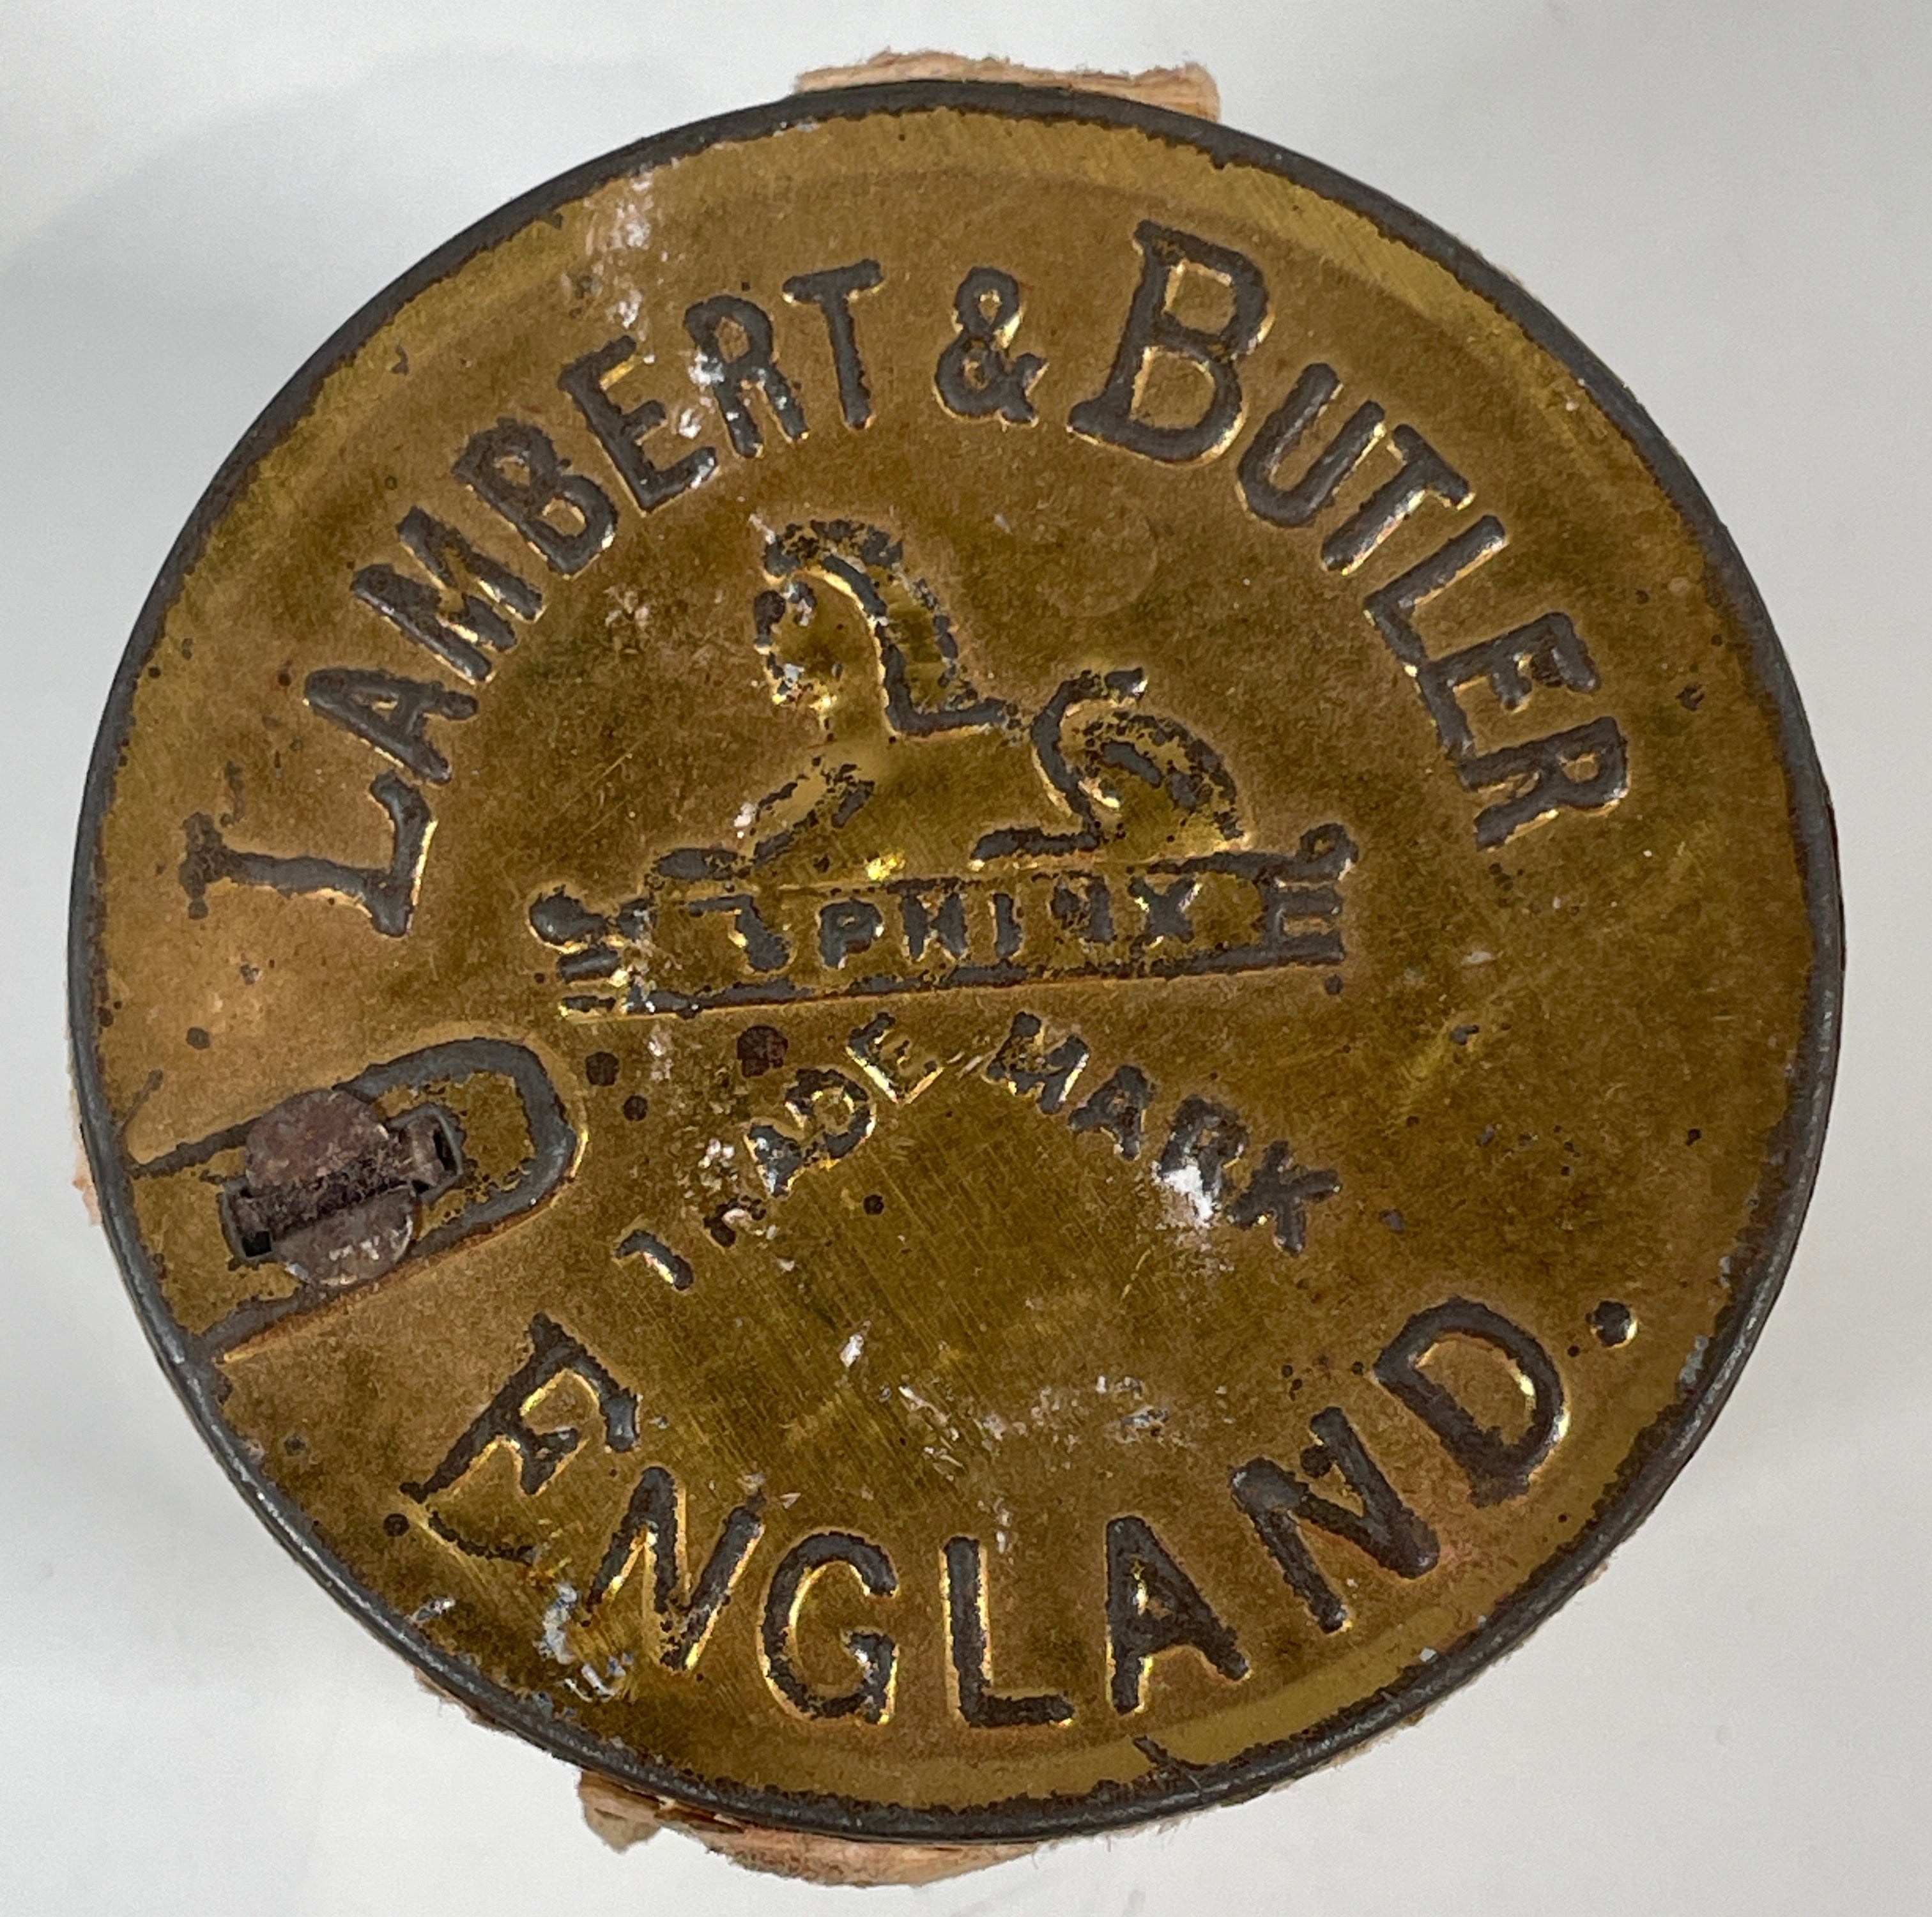 LAMBERT & BUTLER
SPHINX
TRADE MARK
ENGLAND.